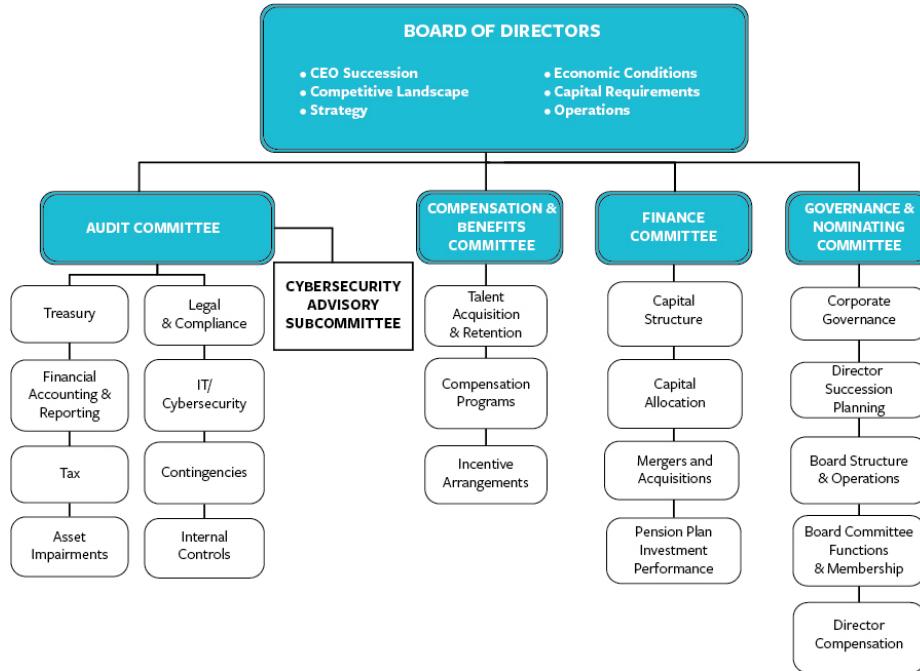 BOARD OF DIRECTORS
• CEO Succession
• Competitive Landscape
• Strategy
• Economic Conditions
• Capital Requirements
• Operations
AUDIT COMMITTEE
CYBERSECURITY
ADVISORY
SUBCOMMITTEE
Treasury
Financial
Accounting &
Reporting
Tax
Asset
Impairments
Legal
& Compliance
IT/
Cybersecurity
Contingencies
Internal
Controls
COMPENSATION &
BENEFITS
COMMITTEE
Talent
Acquisition
& Retention
Compensation
Programs
Incentive
Arrangements
FINANCE
COMMITTEE
Capital
Structure
Capital
Allocation
Mergers and
Acquisitions
Pension Plan
Investment
Performance
GOVERNANCE &
NOMINATING
COMMITTEE
Corporate
Governance
Director
Succession
Planning
Board Structure
& Operations
Board Committee
Functions
& Membership
Director
Compensation